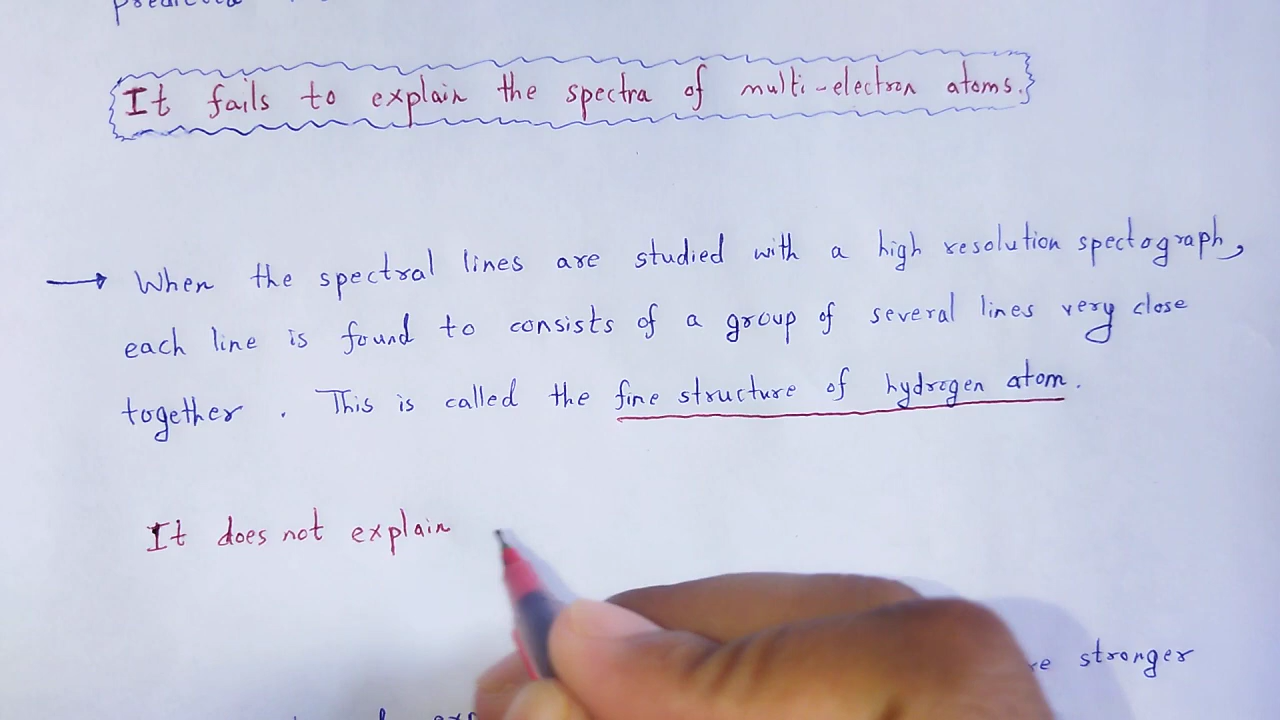 It fails to explain the spectra of multi-electron atoms.
→ When the spectral lines are studied with a high resolution spectograph,
each line is found to consists of a group of several lines very close
together. This is called the fine structure of hydrogen atom.
It does not explain
stronger